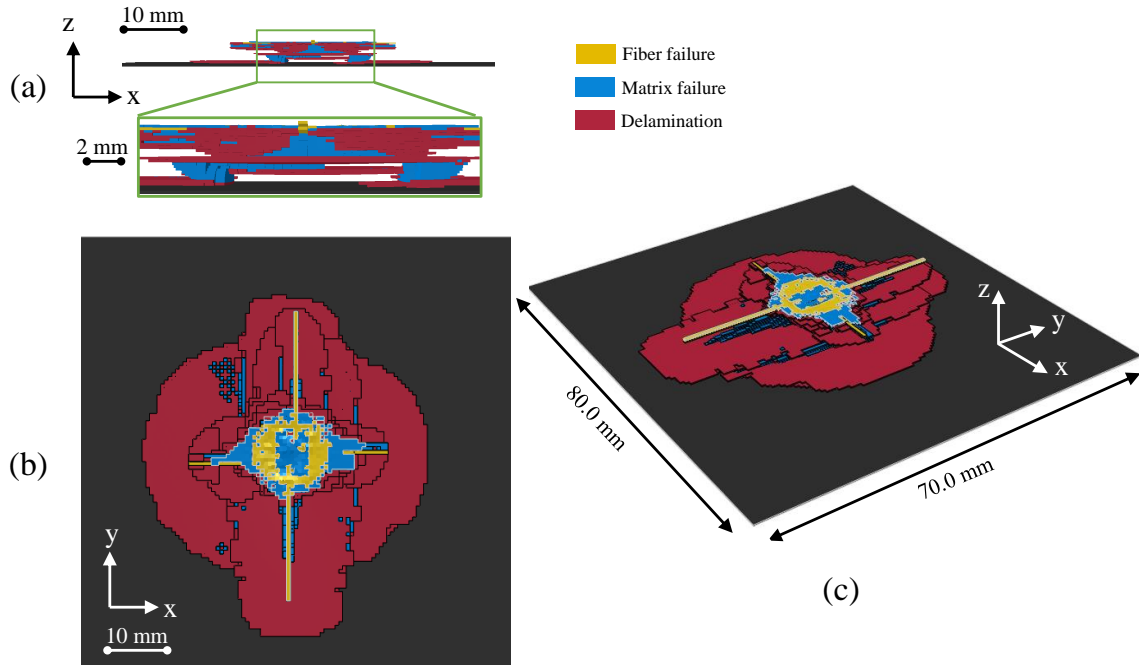 10 mm
z
x
(a)
2 mm
Fiber failure
Matrix failure
Delamination
(b)
y
x
10 mm
z
y
x
80.0 mm
70.0 mm
(c)